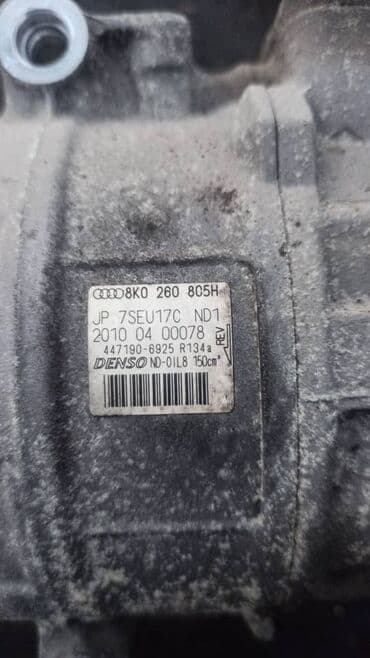 8K0 260 805H
JP 7SEU17C ND1
2010 04 00078 REV
447190-6925 R134a
DENSO ND-OIL8 150cm³